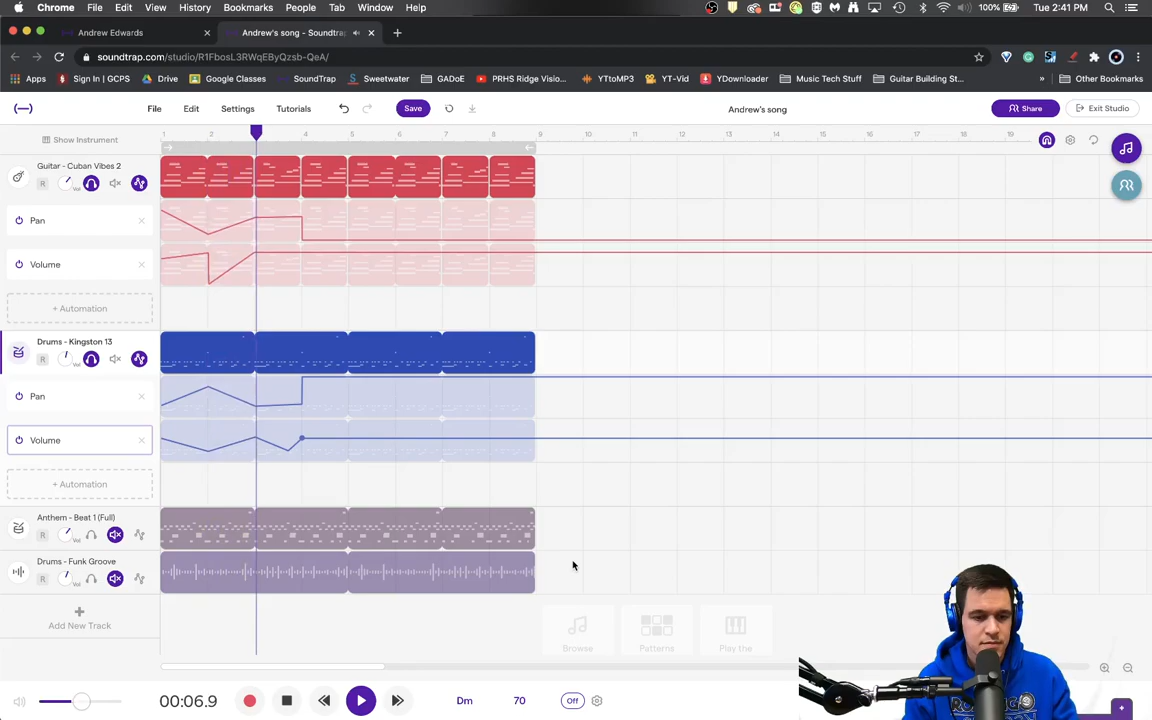 Chrome File Edit View History Bookmarks People Tab Window Help
100% Tue 2:41 PM
Andrew Edwards
Andrew's song - Soundtrap
soundtrap.com/studio/R1FbosL3RWqEByQzsb-QeA/
Apps Sign In | GCPS Drive Google Classes SoundTrap Sweetwater GADoE PRHS Ridge Visio... YTtoMP3 YT-Vid YDownloader Music Tech Stuff Guitar Building St... » Other Bookmarks
File Edit Settings Tutorials Save Andrew's song Share Exit Studio
Show Instrument
1 2 4 5 6 7 8 9 10 11 12 13 14 15 16 17 18 19
Guitar - Cuban Vibes 2
R Vol
Pan
Volume
+ Automation
Drums - Kingston 13
R Vol
Pan
Volume
+ Automation
Anthem - Beat 1 (Full)
R Vol
Drums - Funk Groove
R Vol
Add New Track
Browse Patterns Play the
00:06.9 Dm 70 Off